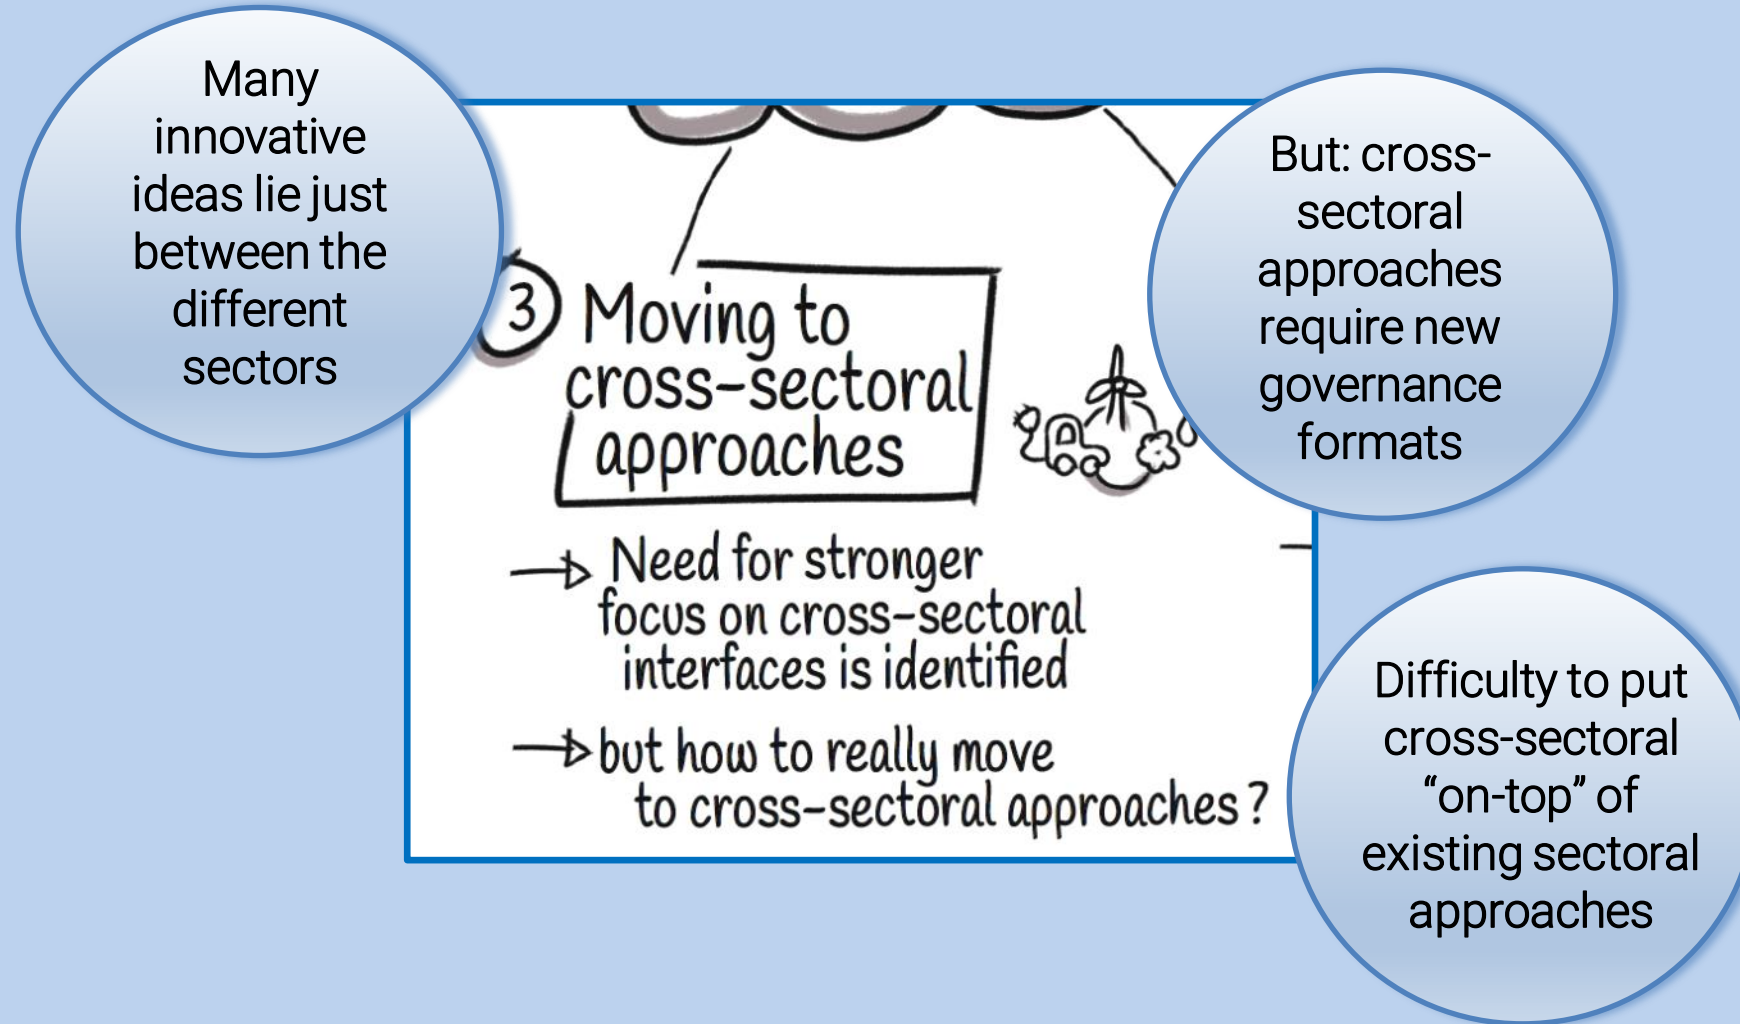 Many
innovative
ideas lie just
between the
different
sectors
3 Moving to
cross-sectoral
approaches
→ Need for stronger
focus on cross-sectoral
interfaces is identified
→ but how to really move
to cross-sectoral approaches?
But: cross-
sectoral
approaches
require new
governance
formats
Difficulty to put
cross-sectoral
“on-top” of
existing sectoral
approaches